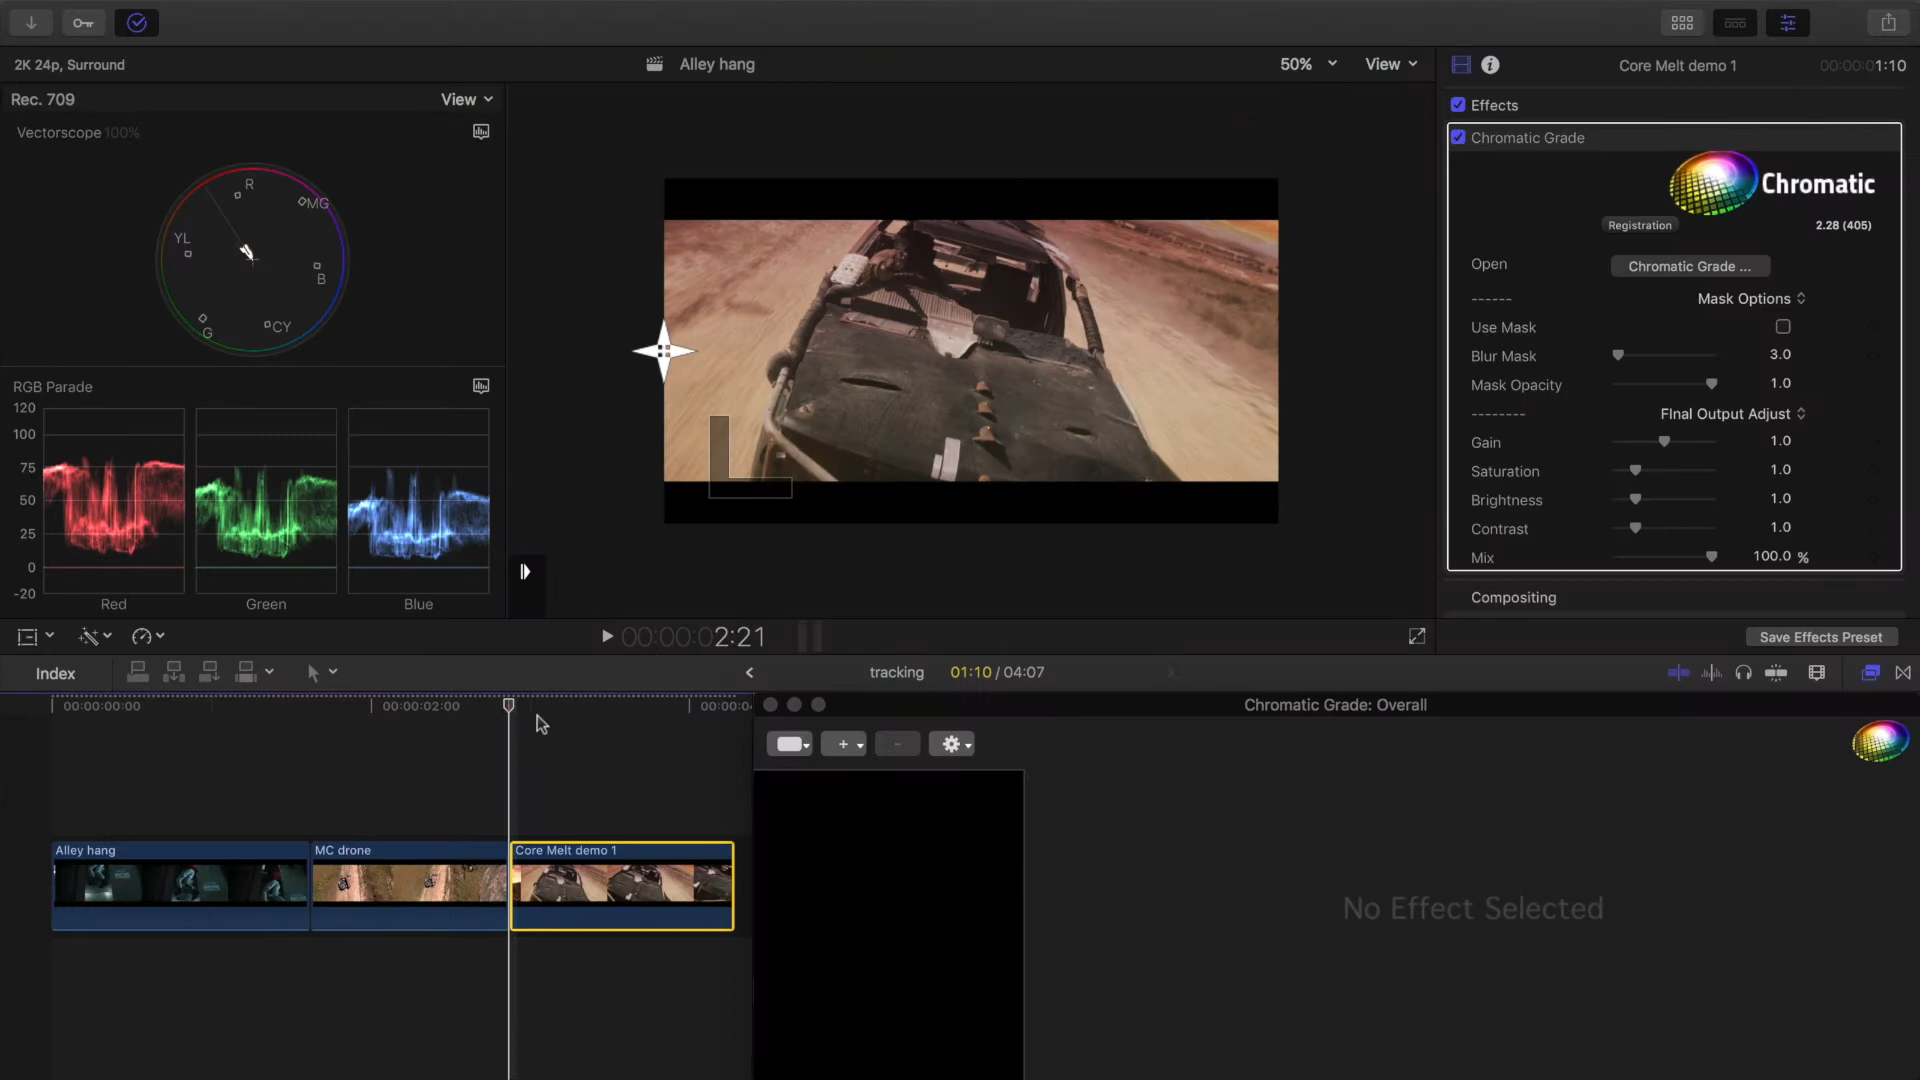 2K 24p, Surround
Alley hang
50%
View
Core Melt demo 1
00:00:01:10
Rec. 709
View
Effects
Vectorscope 100%
Chromatic Grade
Chromatic
R
MG
YL
B
G
CY
Registration
2.28 (405)
Open
Chromatic Grade ...
------
Mask Options
Use Mask
Blur Mask
3.0
Mask Opacity
1.0
--------
FInal Output Adjust
Gain
1.0
Saturation
1.0
Brightness
1.0
Contrast
1.0
Mix
100.0 %
RGB Parade
120
100
75
50
25
0
-20
Red
Green
Blue
Compositing
00:00:02:21
Save Effects Preset
Index
tracking
01:10 / 04:07
00:00:00:00
00:00:02:00
Chromatic Grade: Overall
Alley hang
MC drone
Core Melt demo 1
No Effect Selected